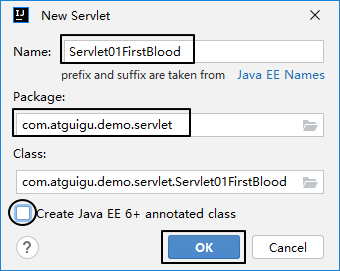 New Servlet
Name: Servlet01FirstBlood
prefix and suffix are taken from Java EE Names
Package:
com.atguigu.demo.servlet
Class:
com.atguigu.demo.servlet.Servlet01FirstBlood
Create Java EE 6+ annotated class
? OK Cancel